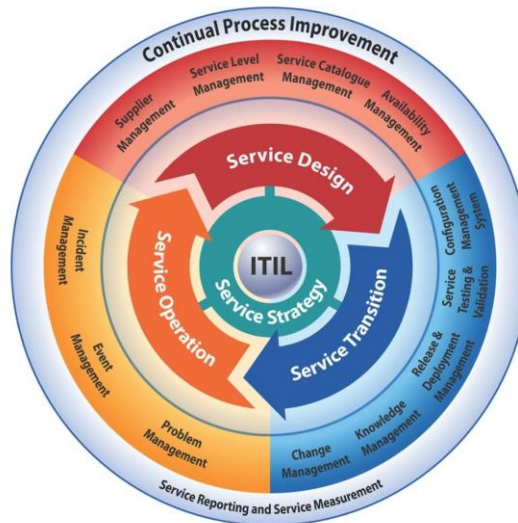 Continual Process Improvement
Supplier
Management
Service Level
Management
Service Catalogue
Management
Availability
Management
Configuration
Management
System
Service
Testing &
Validation
Release &
Deployment
Management
Knowledge
Management
Change
Management
Problem
Management
Event
Management
Incident
Management
Service Design
Service Transition
Service Operation
Service Strategy
ITIL
Service Reporting and Service Measurement